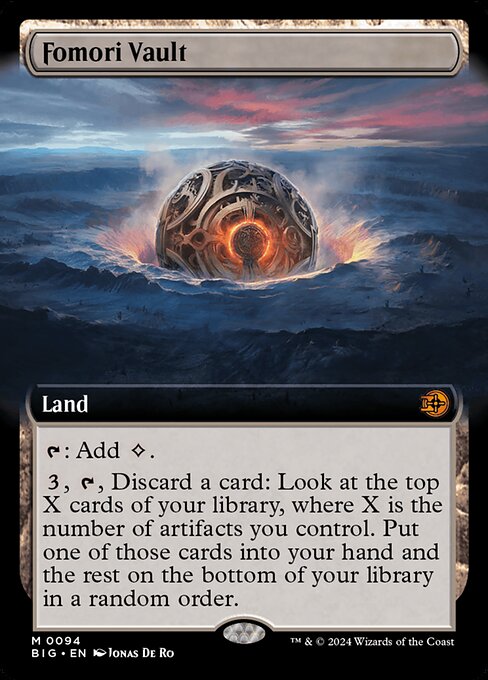 Fomori Vault
Land
: Add .
3, , Discard a card: Look at the top
X cards of your library, where X is the
number of artifacts you control. Put
one of those cards into your hand and
the rest on the bottom of your library
in a random order.
M 0094
BIG • EN Jonas De Ro
™ & © 2024 Wizards of the Coast